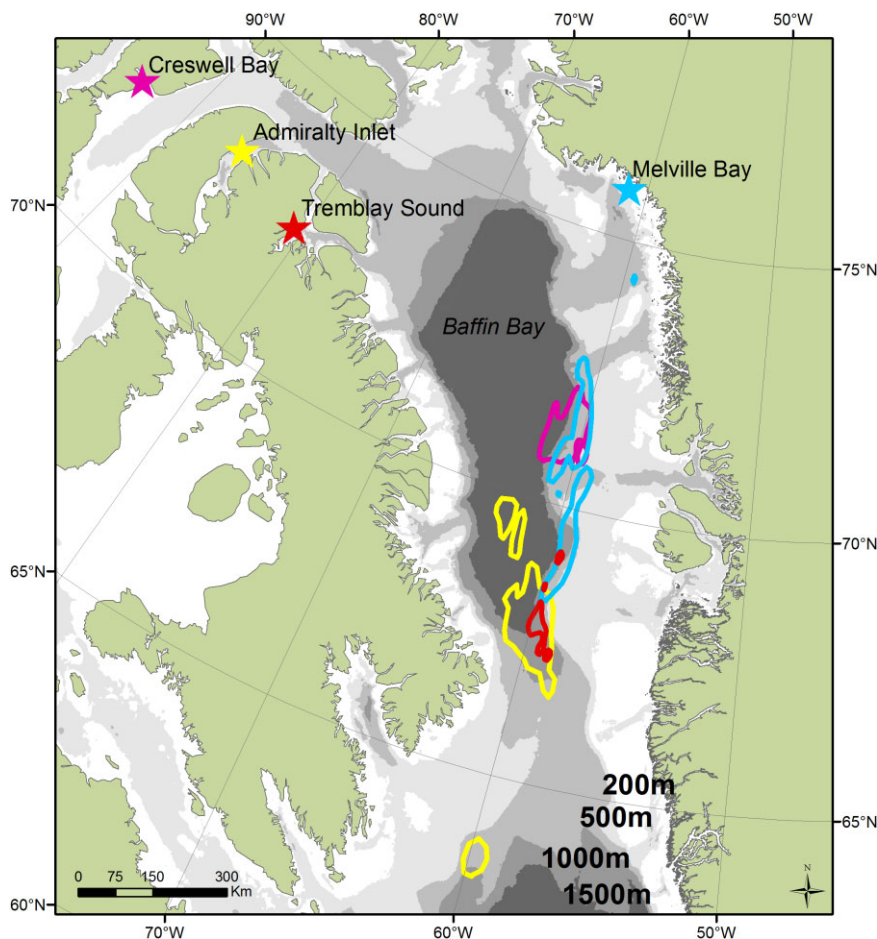 90°W 80°W 70°W 60°W 50°W
Creswell Bay
Admiralty Inlet
Melville Bay
70°N
Tremblay Sound
75°N
Baffin Bay
70°N
65°N
200m
500m
65°N
1000m
1500m
N
0 75 150 300
Km
60°N
70°W 60°W 50°W